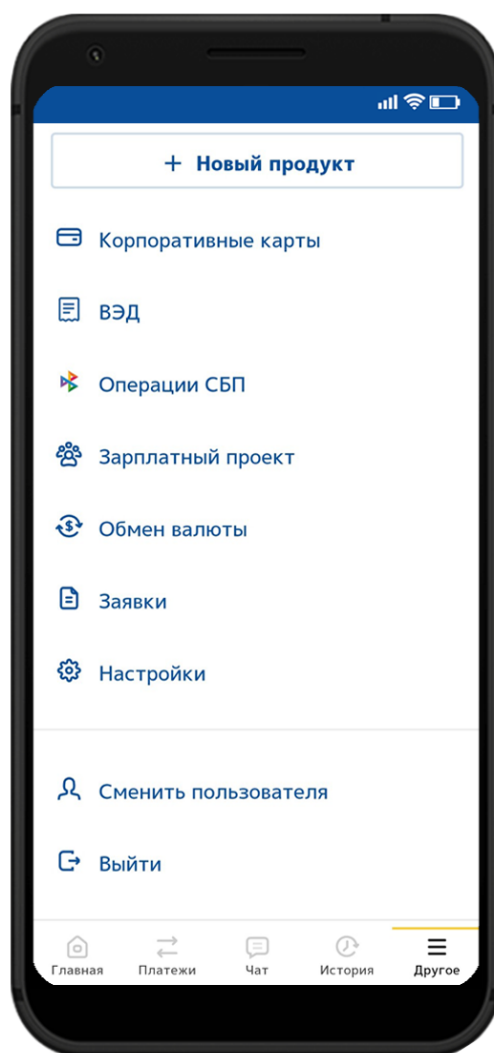 + Новый продукт
Корпоративные карты
ВЭД
Операции СБП
Зарплатный проект
Обмен валюты
Заявки
Настройки
Сменить пользователя
Выйти
Главная Платежи Чат История Другое